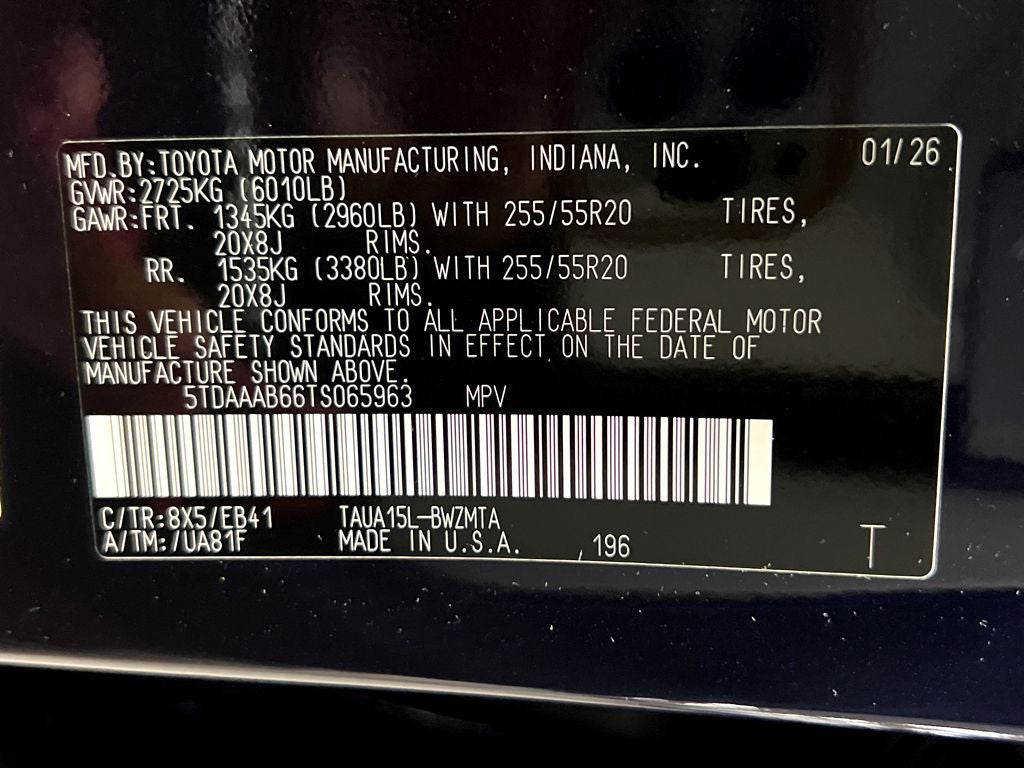 MFD.BY:TOYOTA MOTOR MANUFACTURING, INDIANA, INC. 01/26
GVWR:2725KG (6010LB)
GAWR:FRT. 1345KG (2960LB) WITH 255/55R20 TIRES,
20X8J RIMS.
RR. 1535KG (3380LB) WITH 255/55R20 TIRES,
20X8J RIMS.
THIS VEHICLE CONFORMS TO ALL APPLICABLE FEDERAL MOTOR
VEHICLE SAFETY STANDARDS IN EFFECT ON THE DATE OF
MANUFACTURE SHOWN ABOVE.
5TDAAAB66TS065963 MPV
C/TR:8X5/EB41 TAUA15L-BWZMTA
A/TM:/UA81F MADE IN U.S.A. ,196 T